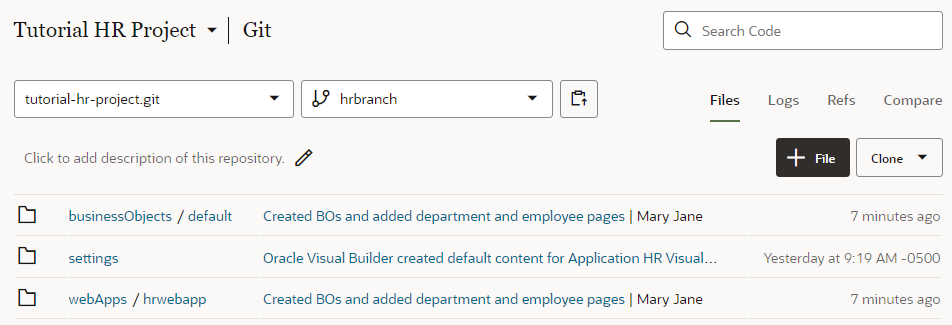 Tutorial HR Project Git
Search Code
tutorial-hr-project.git hrbranch
Files Logs Refs Compare
Click to add description of this repository.
File Clone
businessObjects / default Created BOs and added department and employee pages | Mary Jane 7 minutes ago
settings Oracle Visual Builder created default content for Application HR Visual… Yesterday at 9:19 AM -0500
webApps / hrwebapp Created BOs and added department and employee pages | Mary Jane 7 minutes ago